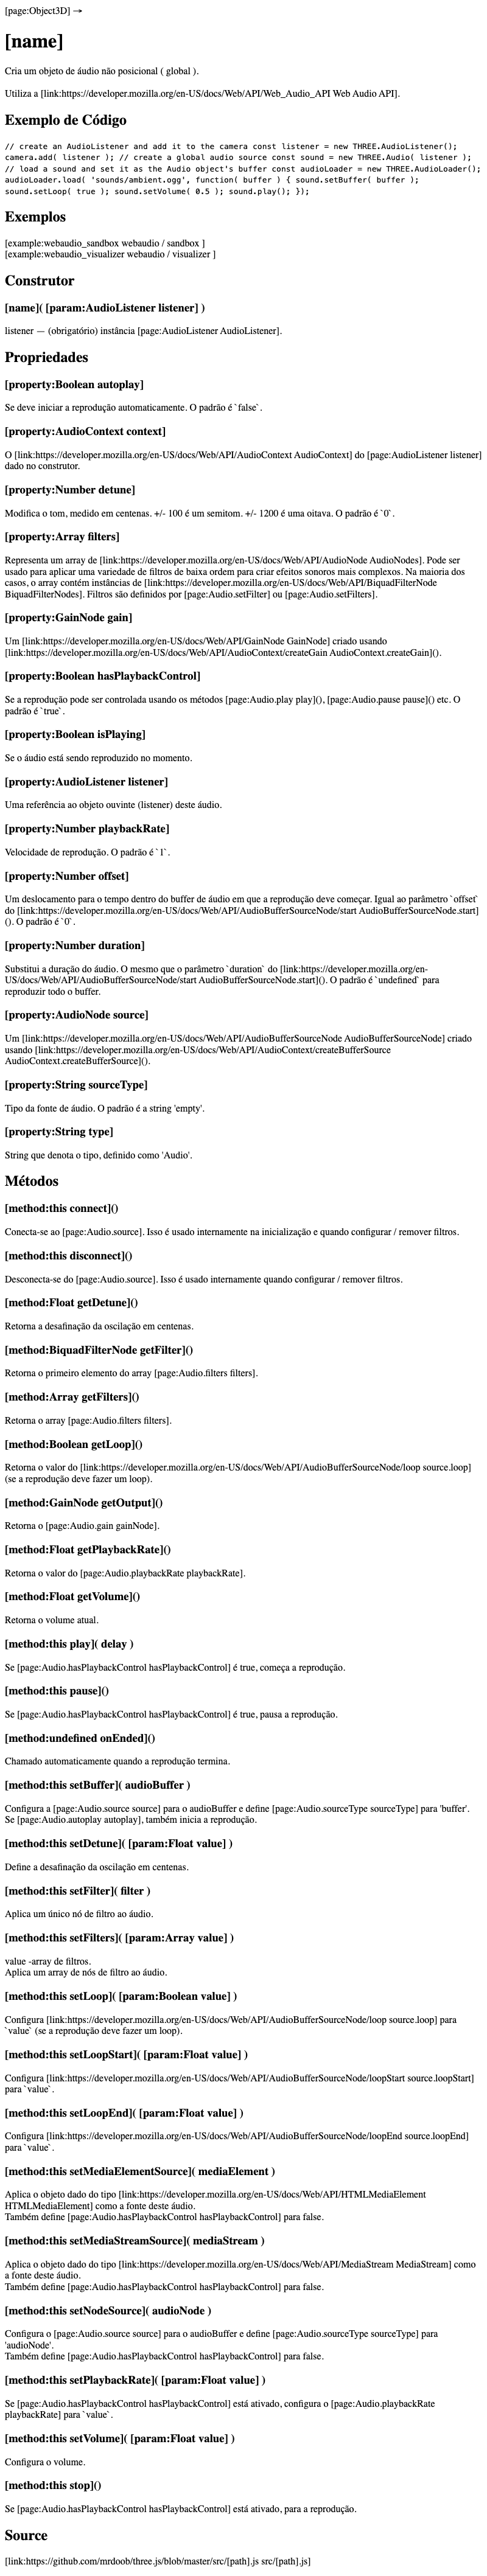 [page:Object3D] →
[name]
Cria um objeto de áudio não posicional ( global ).
Utiliza a [link:https://developer.mozilla.org/en-US/docs/Web/API/Web_Audio_API Web Audio API].
Exemplo de Código
// create an AudioListener and add it to the camera const listener = new THREE.AudioListener();
camera.add( listener ); // create a global audio source const sound = new THREE.Audio( listener );
// load a sound and set it as the Audio object's buffer const audioLoader = new THREE.AudioLoader();
audioLoader.load( 'sounds/ambient.ogg', function( buffer ) { sound.setBuffer( buffer );
sound.setLoop( true ); sound.setVolume( 0.5 ); sound.play(); });
Exemplos
[example:webaudio_sandbox webaudio / sandbox ]
[example:webaudio_visualizer webaudio / visualizer ]
Construtor
[name]( [param:AudioListener listener] )
listener — (obrigatório) instância [page:AudioListener AudioListener].
Propriedades
[property:Boolean autoplay]
Se deve iniciar a reprodução automaticamente. O padrão é `false`.
[property:AudioContext context]
O [link:https://developer.mozilla.org/en-US/docs/Web/API/AudioContext AudioContext] do [page:AudioListener listener]
dado no construtor.
[property:Number detune]
Modifica o tom, medido em centenas. +/- 100 é um semitom. +/- 1200 é uma oitava. O padrão é `0`.
[property:Array filters]
Representa um array de [link:https://developer.mozilla.org/en-US/docs/Web/API/AudioNode AudioNodes]. Pode ser
usado para aplicar uma variedade de filtros de baixa ordem para criar efeitos sonoros mais complexos. Na maioria dos
casos, o array contém instâncias de [link:https://developer.mozilla.org/en-US/docs/Web/API/BiquadFilterNode
BiquadFilterNodes]. Filtros são definidos por [page:Audio.setFilter] ou [page:Audio.setFilters].
[property:GainNode gain]
Um [link:https://developer.mozilla.org/en-US/docs/Web/API/GainNode GainNode] criado usando
[link:https://developer.mozilla.org/en-US/docs/Web/API/AudioContext/createGain AudioContext.createGain]().
[property:Boolean hasPlaybackControl]
Se a reprodução pode ser controlada usando os métodos [page:Audio.play play](), [page:Audio.pause pause]() etc. O
padrão é `true`.
[property:Boolean isPlaying]
Se o áudio está sendo reproduzido no momento.
[property:AudioListener listener]
Uma referência ao objeto ouvinte (listener) deste áudio.
[property:Number playbackRate]
Velocidade de reprodução. O padrão é `1`.
[property:Number offset]
Um deslocamento para o tempo dentro do buffer de áudio em que a reprodução deve começar. Igual ao parâmetro `offset`
do [link:https://developer.mozilla.org/en-US/docs/Web/API/AudioBufferSourceNode/start AudioBufferSourceNode.start]
(). O padrão é `0`.
[property:Number duration]
Substitui a duração do áudio. O mesmo que o parâmetro `duration` do [link:https://developer.mozilla.org/en-
US/docs/Web/API/AudioBufferSourceNode/start AudioBufferSourceNode.start](). O padrão é `undefined` para
reproduzir todo o buffer.
[property:AudioNode source]
Um [link:https://developer.mozilla.org/en-US/docs/Web/API/AudioBufferSourceNode AudioBufferSourceNode] criado
usando [link:https://developer.mozilla.org/en-US/docs/Web/API/AudioContext/createBufferSource
AudioContext.createBufferSource]().
[property:String sourceType]
Tipo da fonte de áudio. O padrão é a string 'empty'.
[property:String type]
String que denota o tipo, definido como 'Audio'.
Métodos
[method:this connect]()
Conecta-se ao [page:Audio.source]. Isso é usado internamente na inicialização e quando configurar / remover filtros.
[method:this disconnect]()
Desconecta-se do [page:Audio.source]. Isso é usado internamente quando configurar / remover filtros.
[method:Float getDetune]()
Retorna a desafinação da oscilação em centenas.
[method:BiquadFilterNode getFilter]()
Retorna o primeiro elemento do array [page:Audio.filters filters].
[method:Array getFilters]()
Retorna o array [page:Audio.filters filters].
[method:Boolean getLoop]()
Retorna o valor do [link:https://developer.mozilla.org/en-US/docs/Web/API/AudioBufferSourceNode/loop source.loop]
(se a reprodução deve fazer um loop).
[method:GainNode getOutput]()
Retorna o [page:Audio.gain gainNode].
[method:Float getPlaybackRate]()
Retorna o valor do [page:Audio.playbackRate playbackRate].
[method:Float getVolume]()
Retorna o volume atual.
[method:this play]( delay )
Se [page:Audio.hasPlaybackControl hasPlaybackControl] é true, começa a reprodução.
[method:this pause]()
Se [page:Audio.hasPlaybackControl hasPlaybackControl] é true, pausa a reprodução.
[method:undefined onEnded]()
Chamado automaticamente quando a reprodução termina.
[method:this setBuffer]( audioBuffer )
Configura a [page:Audio.source source] para o audioBuffer e define [page:Audio.sourceType sourceType] para 'buffer'.
Se [page:Audio.autoplay autoplay], também inicia a reprodução.
[method:this setDetune]( [param:Float value] )
Define a desafinação da oscilação em centenas.
[method:this setFilter]( filter )
Aplica um único nó de filtro ao áudio.
[method:this setFilters]( [param:Array value] )
value -array de filtros.
Aplica um array de nós de filtro ao áudio.
[method:this setLoop]( [param:Boolean value] )
Configura [link:https://developer.mozilla.org/en-US/docs/Web/API/AudioBufferSourceNode/loop source.loop] para
`value` (se a reprodução deve fazer um loop).
[method:this setLoopStart]( [param:Float value] )
Configura [link:https://developer.mozilla.org/en-US/docs/Web/API/AudioBufferSourceNode/loopStart source.loopStart]
para `value`.
[method:this setLoopEnd]( [param:Float value] )
Configura [link:https://developer.mozilla.org/en-US/docs/Web/API/AudioBufferSourceNode/loopEnd source.loopEnd]
para `value`.
[method:this setMediaElementSource]( mediaElement )
Aplica o objeto dado do tipo [link:https://developer.mozilla.org/en-US/docs/Web/API/HTMLMediaElement
HTMLMediaElement] como a fonte deste áudio.
Também define [page:Audio.hasPlaybackControl hasPlaybackControl] para false.
[method:this setMediaStreamSource]( mediaStream )
Aplica o objeto dado do tipo [link:https://developer.mozilla.org/en-US/docs/Web/API/MediaStream MediaStream] como
a fonte deste áudio.
Também define [page:Audio.hasPlaybackControl hasPlaybackControl] para false.
[method:this setNodeSource]( audioNode )
Configura o [page:Audio.source source] para o audioBuffer e define [page:Audio.sourceType sourceType] para
'audioNode'.
Também define [page:Audio.hasPlaybackControl hasPlaybackControl] para false.
[method:this setPlaybackRate]( [param:Float value] )
Se [page:Audio.hasPlaybackControl hasPlaybackControl] está ativado, configura o [page:Audio.playbackRate
playbackRate] para `value`.
[method:this setVolume]( [param:Float value] )
Configura o volume.
[method:this stop]()
Se [page:Audio.hasPlaybackControl hasPlaybackControl] está ativado, para a reprodução.
Source
[link:https://github.com/mrdoob/three.js/blob/master/src/[path].js src/[path].js]